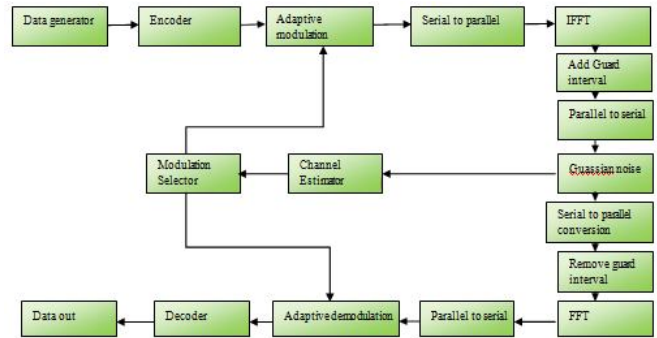 Data generator
Encoder
Adaptive
modulation
Serial to parallel
IFFT
Add Guard
interval
Parallel to serial
Modulation
Selector
Channel
Estimator
Guassian noise
Serial to parallel
conversion
Remove guard
interval
Data out
Decoder
Adaptive demodulation
Parallel to serial
FFT